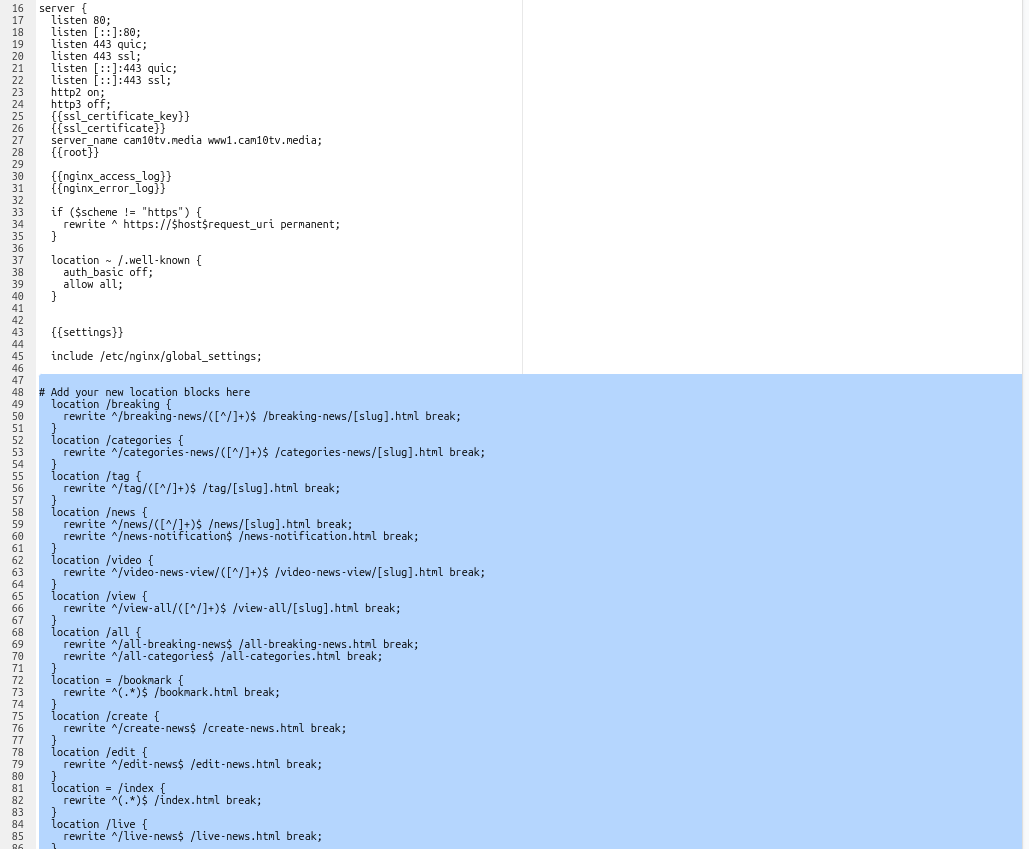 16 server {
17   listen 80;
18   listen [::]:80;
19   listen 443 quic;
20   listen 443 ssl;
21   listen [::]:443 quic;
22   listen [::]:443 ssl;
23   http2 on;
24   http3 off;
25   {{ssl_certificate_key}}
26   {{ssl_certificate}}
27   server_name cam10tv.media www1.cam10tv.media;
28   {{root}}
29
30   {{nginx_access_log}}
31   {{nginx_error_log}}
32
33   if ($scheme != "https") {
34     rewrite ^ https://$host$request_uri permanent;
35   }
36
37   location ~ /.well-known {
38     auth_basic off;
39     allow all;
40   }
41
42
43   {{settings}}
44
45   include /etc/nginx/global_settings;
46
47
48 # Add your new location blocks here
49   location /breaking {
50     rewrite ^/breaking-news/([^/]+)$ /breaking-news/[slug].html break;
51   }
52   location /categories {
53     rewrite ^/categories-news/([^/]+)$ /categories-news/[slug].html break;
54   }
55   location /tag {
56     rewrite ^/tag/([^/]+)$ /tag/[slug].html break;
57   }
58   location /news {
59     rewrite ^/news/([^/]+)$ /news/[slug].html break;
60     rewrite ^/news-notification$ /news-notification.html break;
61   }
62   location /video {
63     rewrite ^/video-news-view/([^/]+)$ /video-news-view/[slug].html break;
64   }
65   location /view {
66     rewrite ^/view-all/([^/]+)$ /view-all/[slug].html break;
67   }
68   location /all {
69     rewrite ^/all-breaking-news$ /all-breaking-news.html break;
70     rewrite ^/all-categories$ /all-categories.html break;
71   }
72   location = /bookmark {
73     rewrite ^(.*)$ /bookmark.html break;
74   }
75   location /create {
76     rewrite ^/create-news$ /create-news.html break;
77   }
78   location /edit {
79     rewrite ^/edit-news$ /edit-news.html break;
80   }
81   location = /index {
82     rewrite ^(.*)$ /index.html break;
83   }
84   location /live {
85     rewrite ^/live-news$ /live-news.html break;
86   }